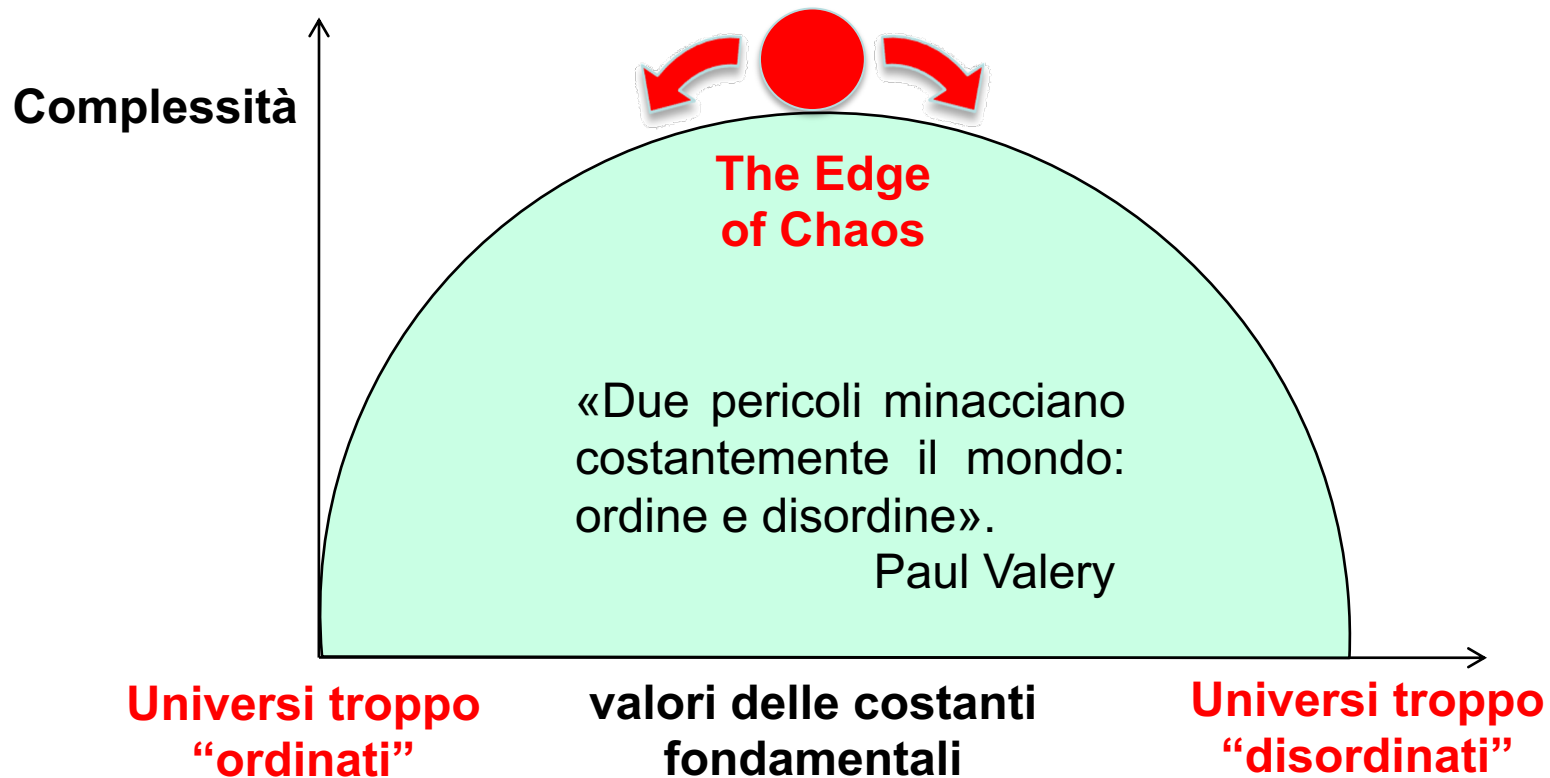 Complessità
The Edge
of Chaos
«Due pericoli minacciano
costantemente il mondo:
ordine e disordine».
Paul Valery
Universi troppo
“ordinati”
valori delle costanti
fondamentali
Universi troppo
“disordinati”